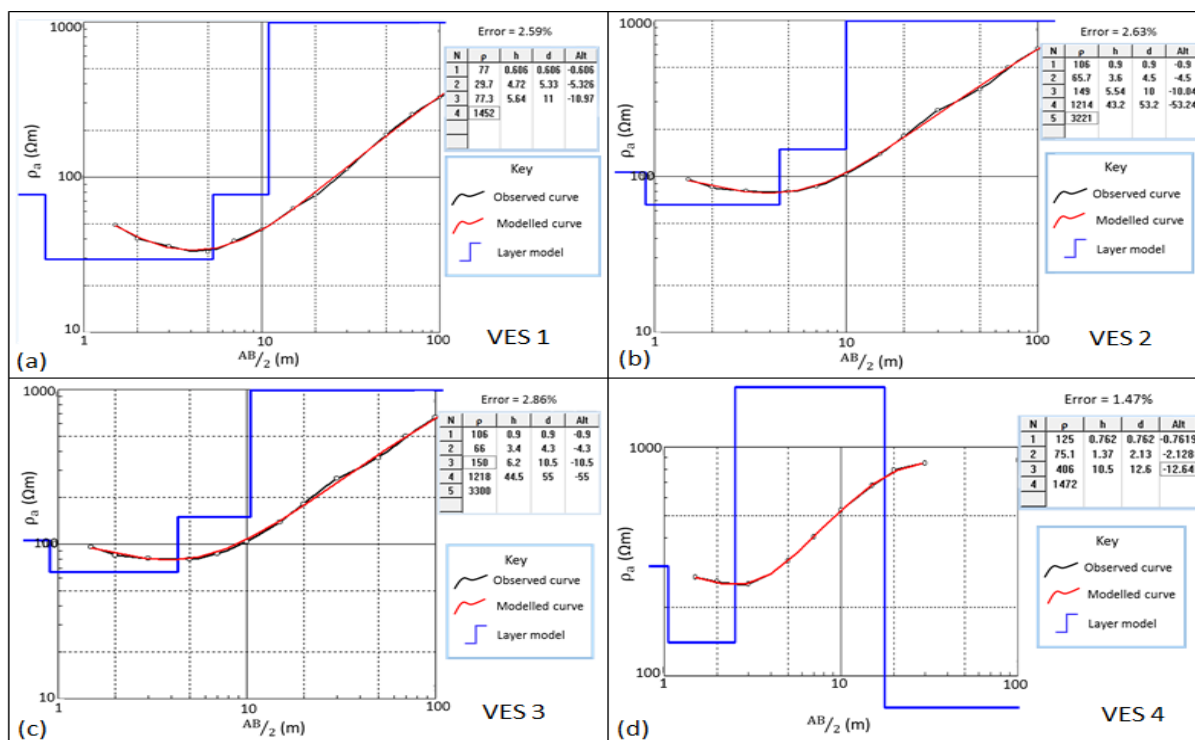 1000
100
10
ρa (Ωm)
1
10
100
AB/2 (m)
(a)
VES 1
Error = 2.59%
N ρ h d Alt
1 77 0.606 0.606 -0.606
2 29.7 4.72 5.33 -5.326
3 77.3 5.64 11 -10.97
4 1452
Key
Observed curve
Modelled curve
Layer model
1000
100
10
ρa (Ωm)
1
10
100
AB/2 (m)
(b)
VES 2
Error = 2.63%
N ρ h d Alt
1 106 0.9 0.9 -0.9
2 65.7 3.6 4.5 -4.5
3 149 5.54 10 -10.04
4 1214 43.2 53.2 -53.24
5 3221
Key
Observed curve
Modelled curve
Layer model
1000
100
10
ρa (Ωm)
1
10
100
AB/2 (m)
(c)
VES 3
Error = 2.86%
N ρ h d Alt
1 106 0.9 0.9 -0.9
2 66 3.4 4.3 -4.3
3 150 6.2 10.5 -10.5
4 1218 44.5 55 -55
5 3300
Key
Observed curve
Modelled curve
Layer model
1000
100
ρa (Ωm)
1
10
100
AB/2 (m)
(d)
VES 4
Error = 1.47%
N ρ h d Alt
1 125 0.762 0.762 -0.7619
2 75.1 1.37 2.13 -2.128
3 406 10.5 12.6 -12.64
4 1472
Key
Observed curve
Modelled curve
Layer model